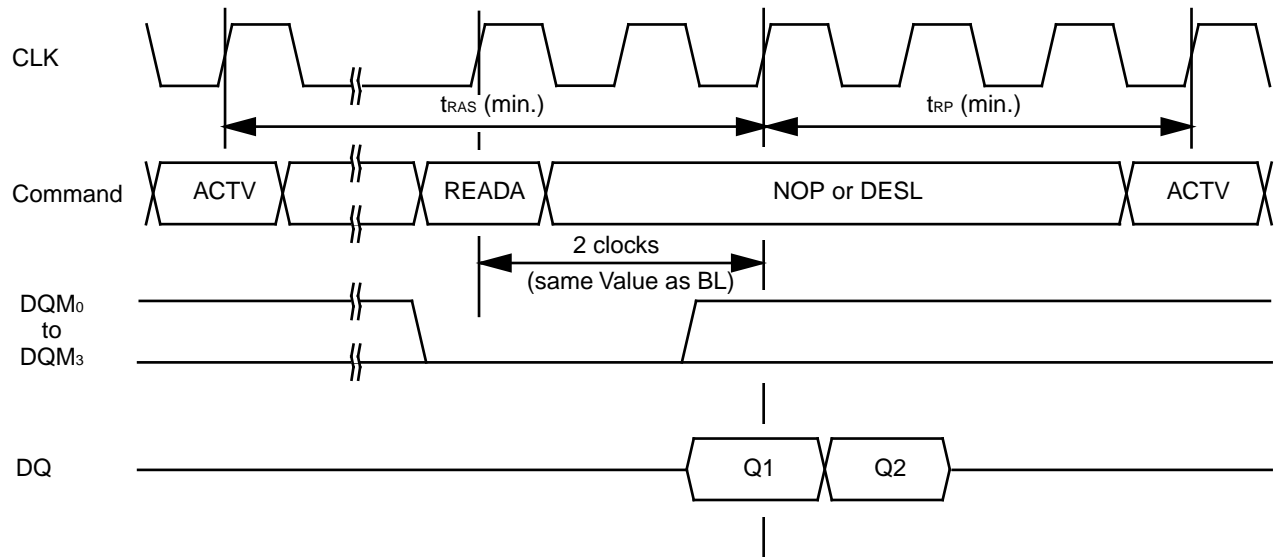 CLK
tRAS (min.)
tRP (min.)
Command
ACTV
READA
NOP or DESL
ACTV
2 clocks
(same Value as BL)
DQM0
to
DQM3
DQ
Q1
Q2